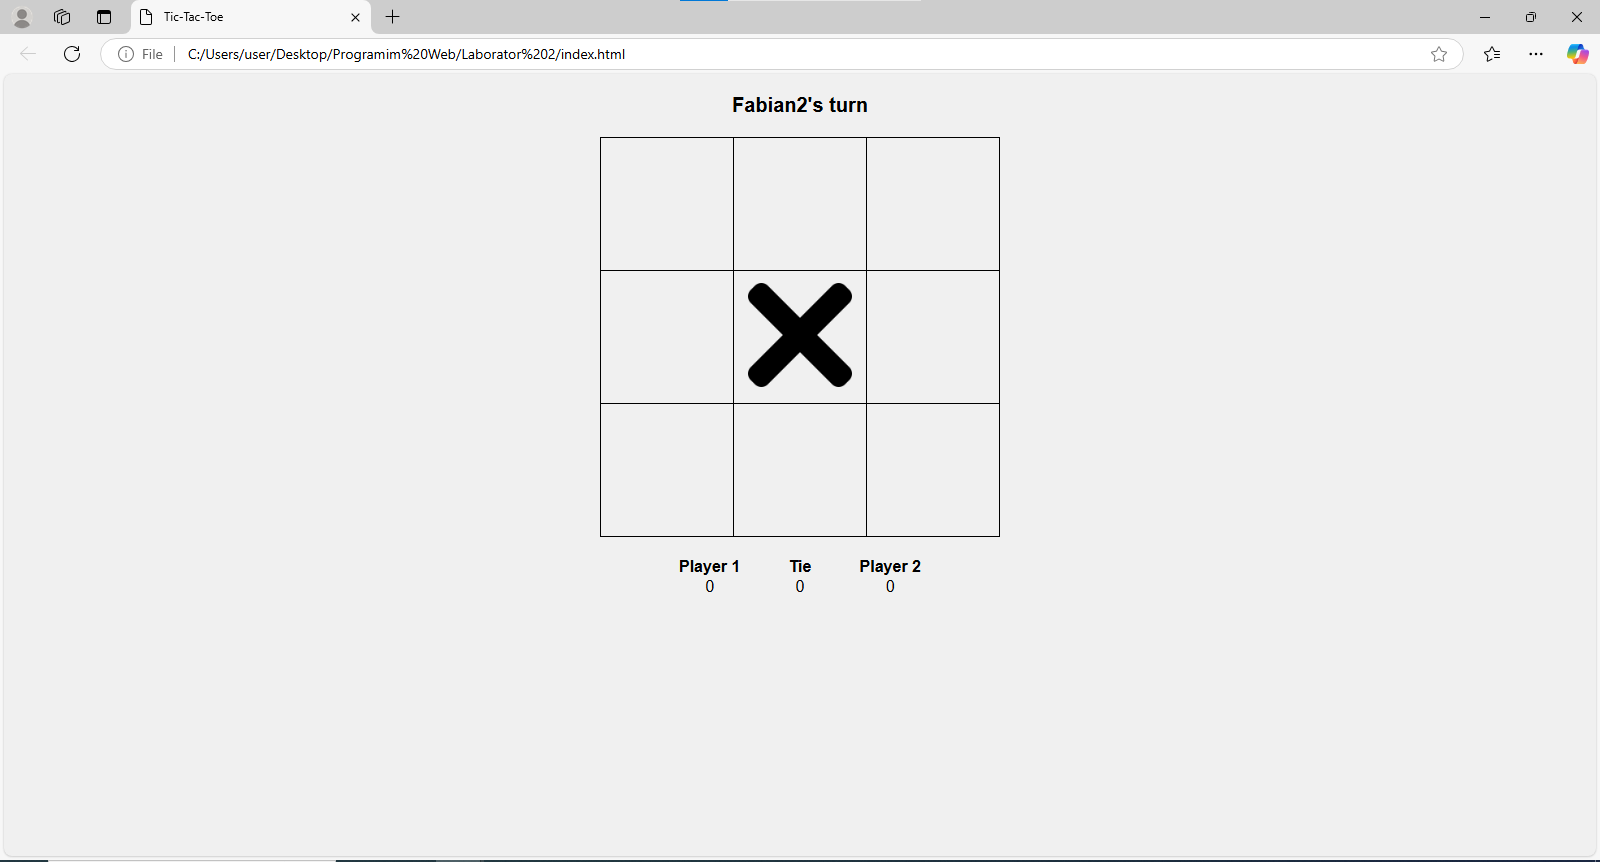 Tic-Tac-Toe
File C:/Users/user/Desktop/Programim%20Web/Laborator%202/index.html
Fabian2's turn
Player 1 Tie Player 2
0 0 0